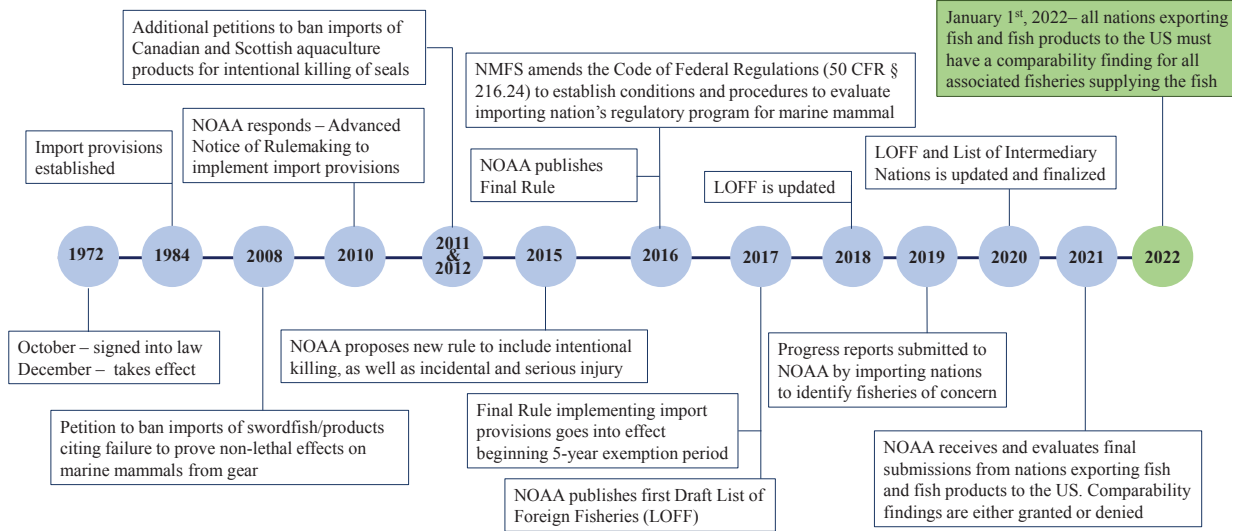 Additional petitions to ban imports of
Canadian and Scottish aquaculture
products for intentional killing of seals
January 1st, 2022– all nations exporting
fish and fish products to the US must
have a comparability finding for all
associated fisheries supplying the fish
NMFS amends the Code of Federal Regulations (50 CFR §
216.24) to establish conditions and procedures to evaluate
importing nation’s regulatory program for marine mammal
NOAA responds – Advanced
Notice of Rulemaking to
implement import provisions
Import provisions
established
NOAA publishes
Final Rule
LOFF is updated
LOFF and List of Intermediary
Nations is updated and finalized
1972
1984
2008
2010
2011
&
2012
2015
2016
2017
2018
2019
2020
2021
2022
October – signed into law
December – takes effect
NOAA proposes new rule to include intentional
killing, as well as incidental and serious injury
Progress reports submitted to
NOAA by importing nations
to identify fisheries of concern
Petition to ban imports of swordfish/products
citing failure to prove non-lethal effects on
marine mammals from gear
Final Rule implementing import
provisions goes into effect
beginning 5-year exemption period
NOAA publishes first Draft List of
Foreign Fisheries (LOFF)
NOAA receives and evaluates final
submissions from nations exporting fish
and fish products to the US. Comparability
findings are either granted or denied